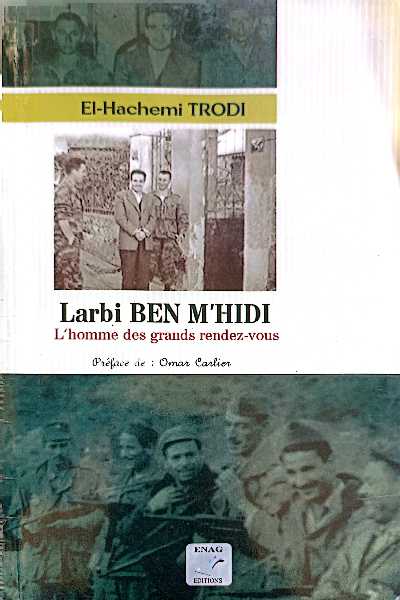 El-Hachemi TRODI
Larbi BEN M'HIDI
L'homme des grands rendez-vous
Préface de : Omar Carlier
ENAG
EDITIONS